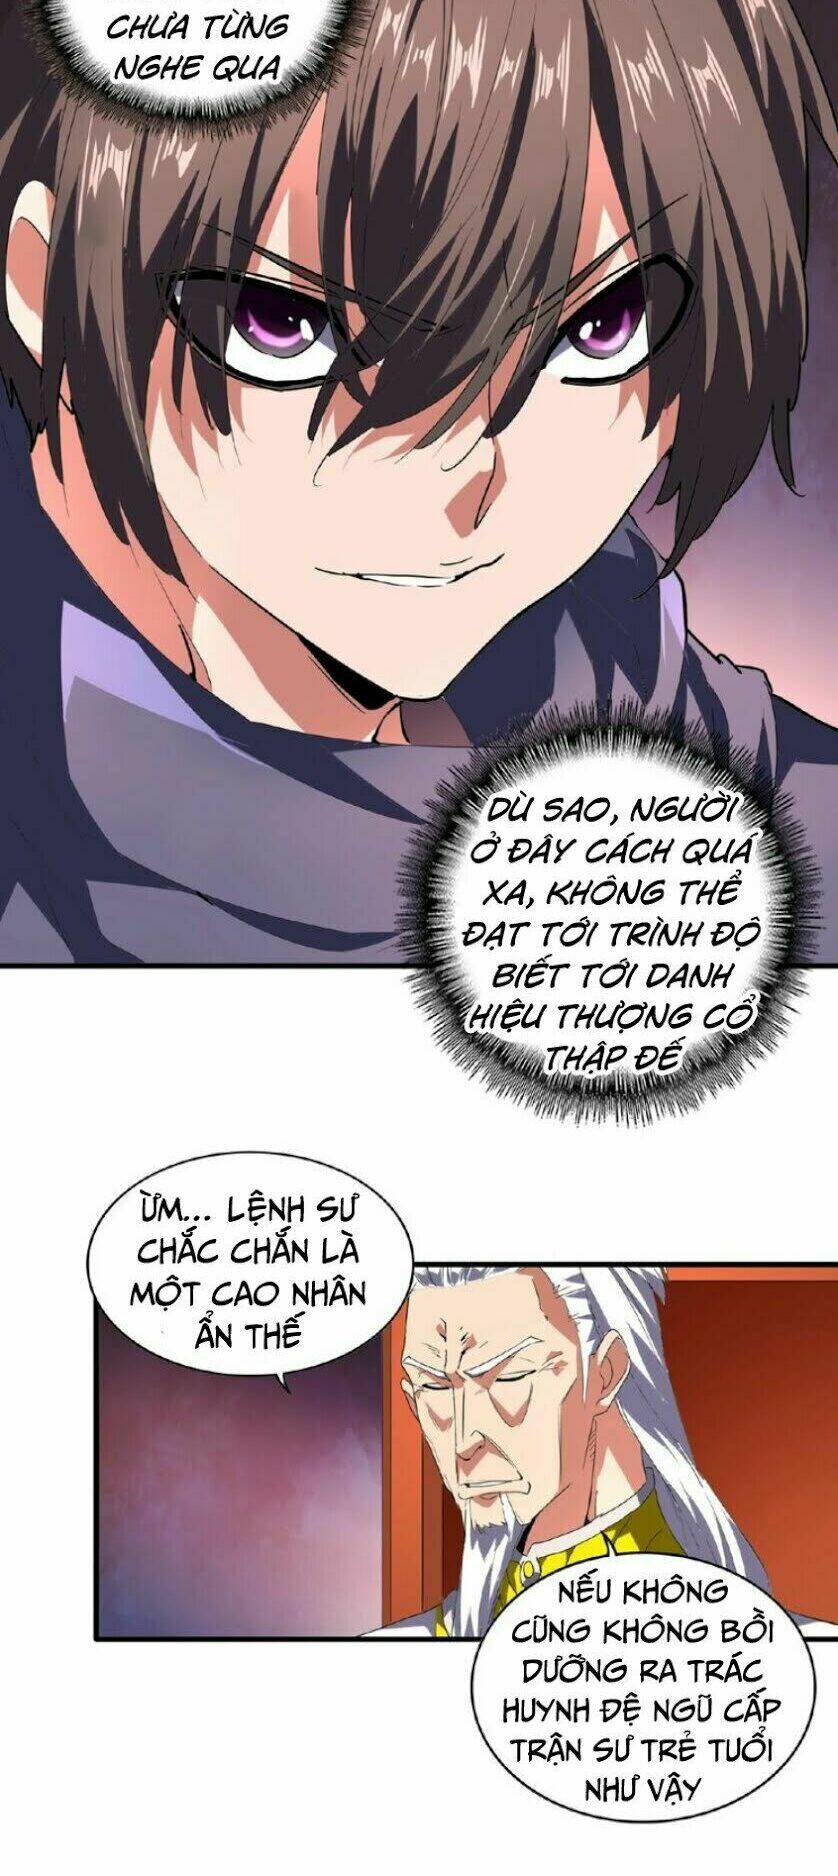 CHƯA TỪNG
NGHE QUA
DÙ SAO, NGƯỜI
Ở ĐÂY CÁCH QUÁ
XA, KHÔNG THỂ
ĐẠT TỚI TRÌNH ĐỘ
BIẾT TỚI DANH
HIỆU THƯỢNG CỔ
THẬP ĐẾ
ỪM... LỆNH SƯ
CHẮC CHẮN LÀ
MỘT CAO NHÂN
ẨN THẾ
NẾU KHÔNG
CŨNG KHÔNG BỒI
DƯỠNG RA TRÁC
HUYNH ĐỆ NGŨ CẤP
TRẬN SƯ TRẺ TUỔI
NHƯ VẬY